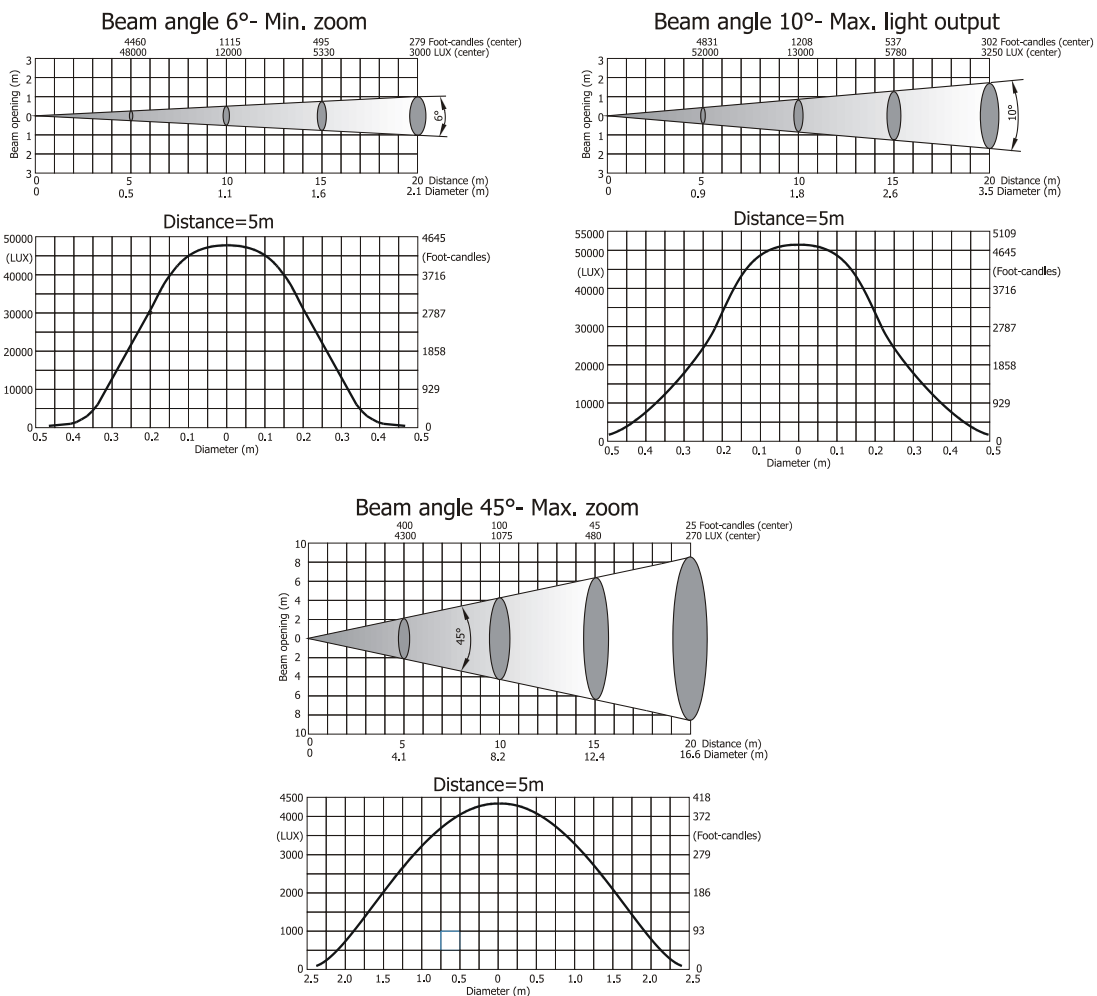 Beam angle 6°- Min. zoom
4460 1115 495 279 Foot-candles (center)
48000 12000 5330 3000 LUX (center)
3
2
1
0
1
2
3
Beam opening (m)
6°
0 5 10 15 20 Distance (m)
0 0.5 1.1 1.6 2.1 Diameter (m)
Distance=5m
50000 4645
(LUX) (Foot-candles)
40000 3716
30000 2787
20000 1858
10000 929
0 0
0.5 0.4 0.3 0.2 0.1 0 0.1 0.2 0.3 0.4 0.5
Diameter (m)
Beam angle 10°- Max. light output
4831 1208 537 302 Foot-candles (center)
52000 13000 5780 3250 LUX (center)
3
2
1
0
1
2
3
Beam opening (m)
10°
0 5 10 15 20 Distance (m)
0 0.9 1.8 2.6 3.5 Diameter (m)
Distance=5m
55000 5109
50000 4645
(LUX) (Foot-candles)
40000 3716
30000 2787
20000 1858
10000 929
0 0
0.5 0.4 0.3 0.2 0.1 0 0.1 0.2 0.3 0.4 0.5
Diameter (m)
Beam angle 45°- Max. zoom
400 100 45 25 Foot-candles (center)
4300 1075 480 270 LUX (center)
10
8
6
4
2
0
2
4
6
8
10
Beam opening (m)
45°
0 5 10 15 20 Distance (m)
0 4.1 8.2 12.4 16.6 Diameter (m)
Distance=5m
4500 418
4000 372
(LUX) (Foot-candles)
3000 279
2000 186
1000 93
0 0
2.5 2.0 1.5 1.0 0.5 0 0.5 1.0 1.5 2.0 2.5
Diameter (m)